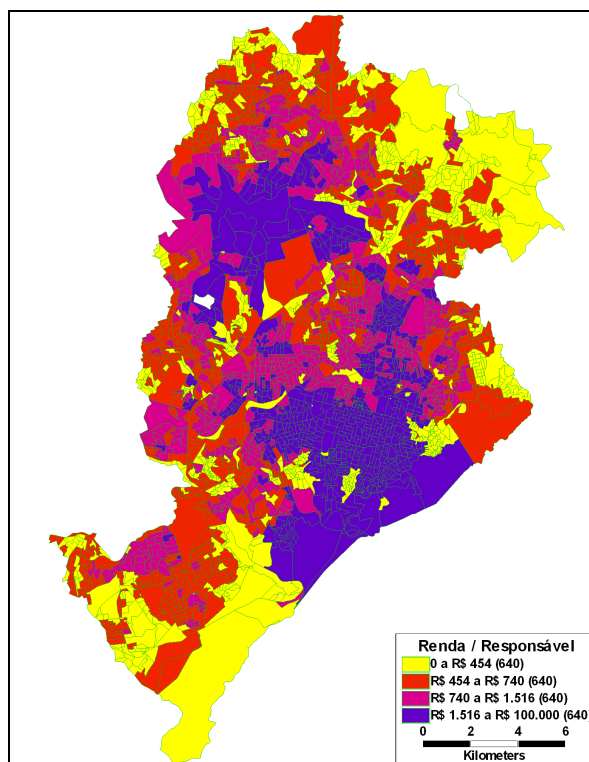 Renda / Responsável
0 a R$ 454 (640)
R$ 454 a R$ 740 (640)
R$ 740 a R$ 1.516 (640)
R$ 1.516 a R$ 100.000 (640)
0 2 4 6
Kilometers